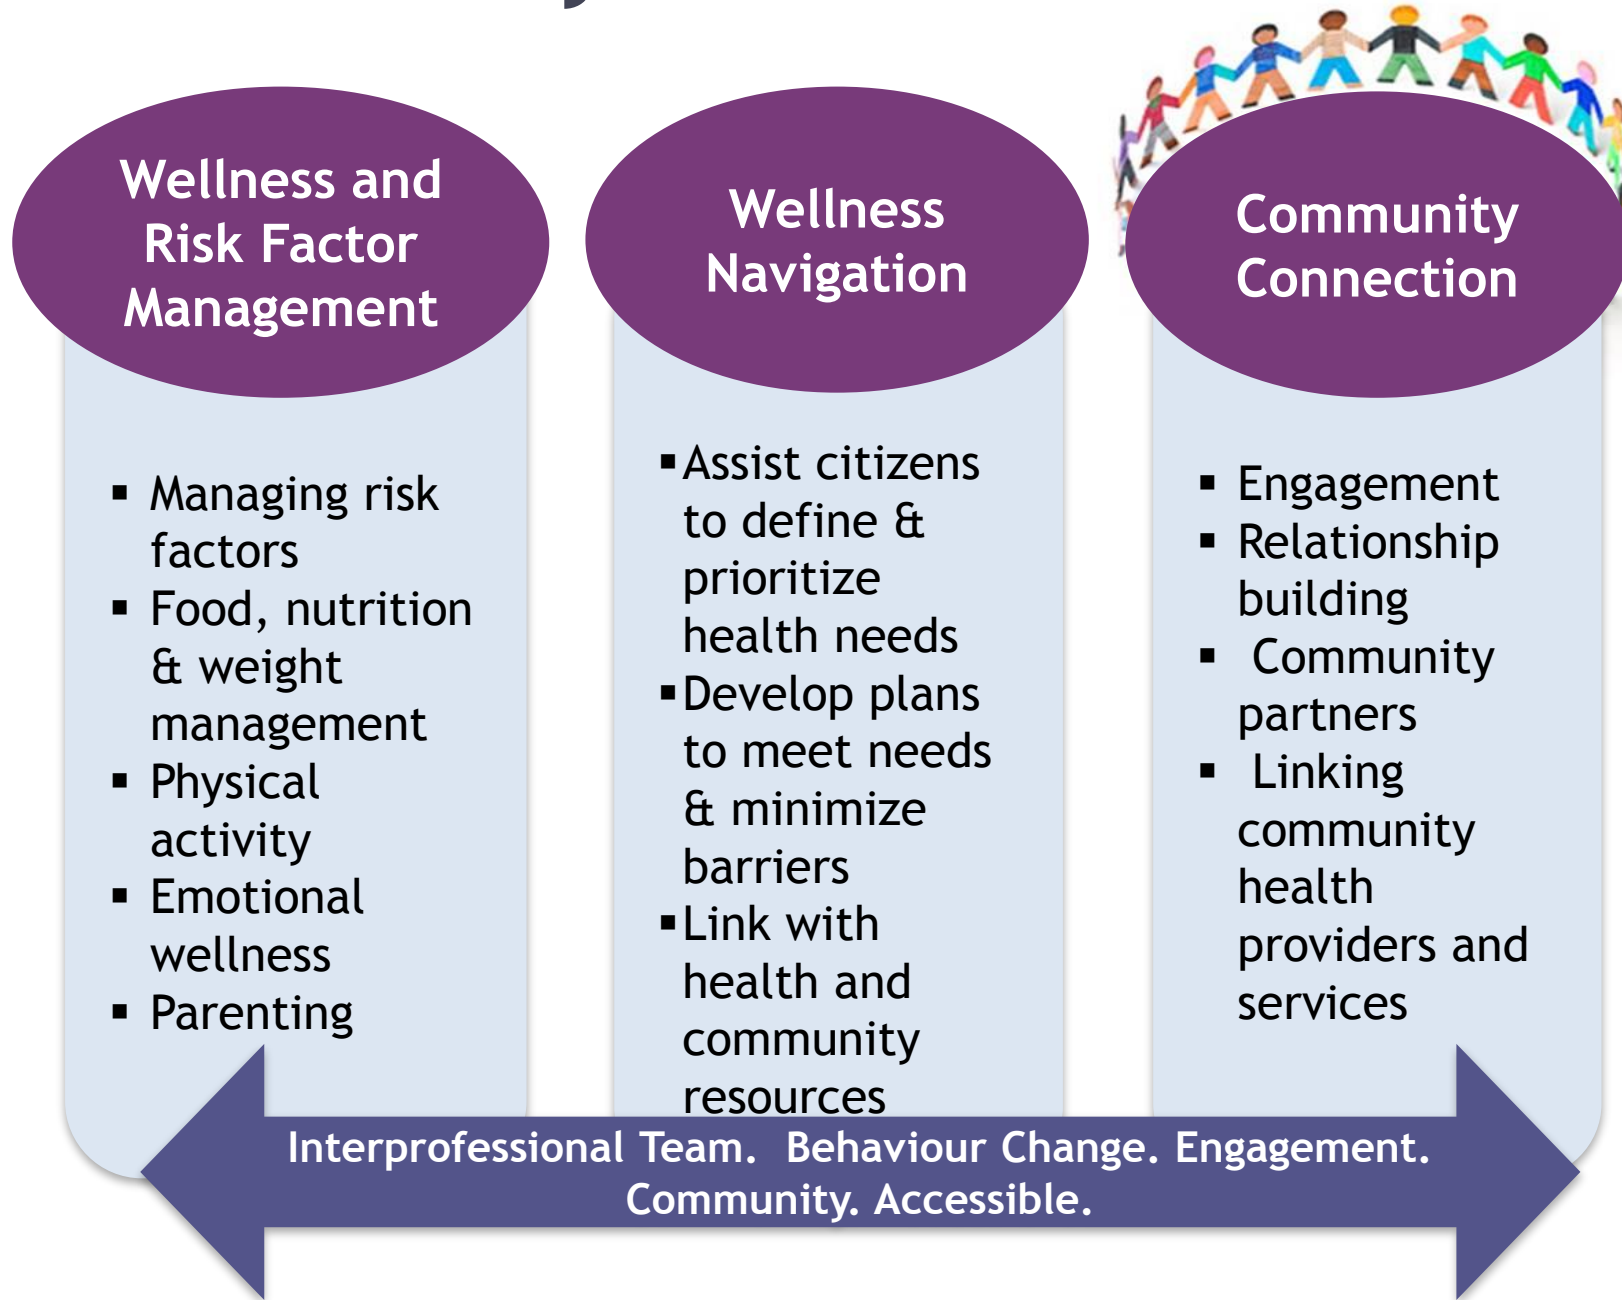 Wellness and
Risk Factor
Management
▪ Managing risk
factors
▪ Food, nutrition
& weight
management
▪ Physical
activity
▪ Emotional
wellness
▪ Parenting
Wellness
Navigation
▪Assist citizens
to define &
prioritize
health needs
▪Develop plans
to meet needs
& minimize
barriers
▪Link with
health and
community
resources
Community
Connection
▪ Engagement
▪ Relationship
building
▪ Community
partners
▪ Linking
community
health
providers and
services
Interprofessional Team.  Behaviour Change. Engagement.
Community. Accessible.